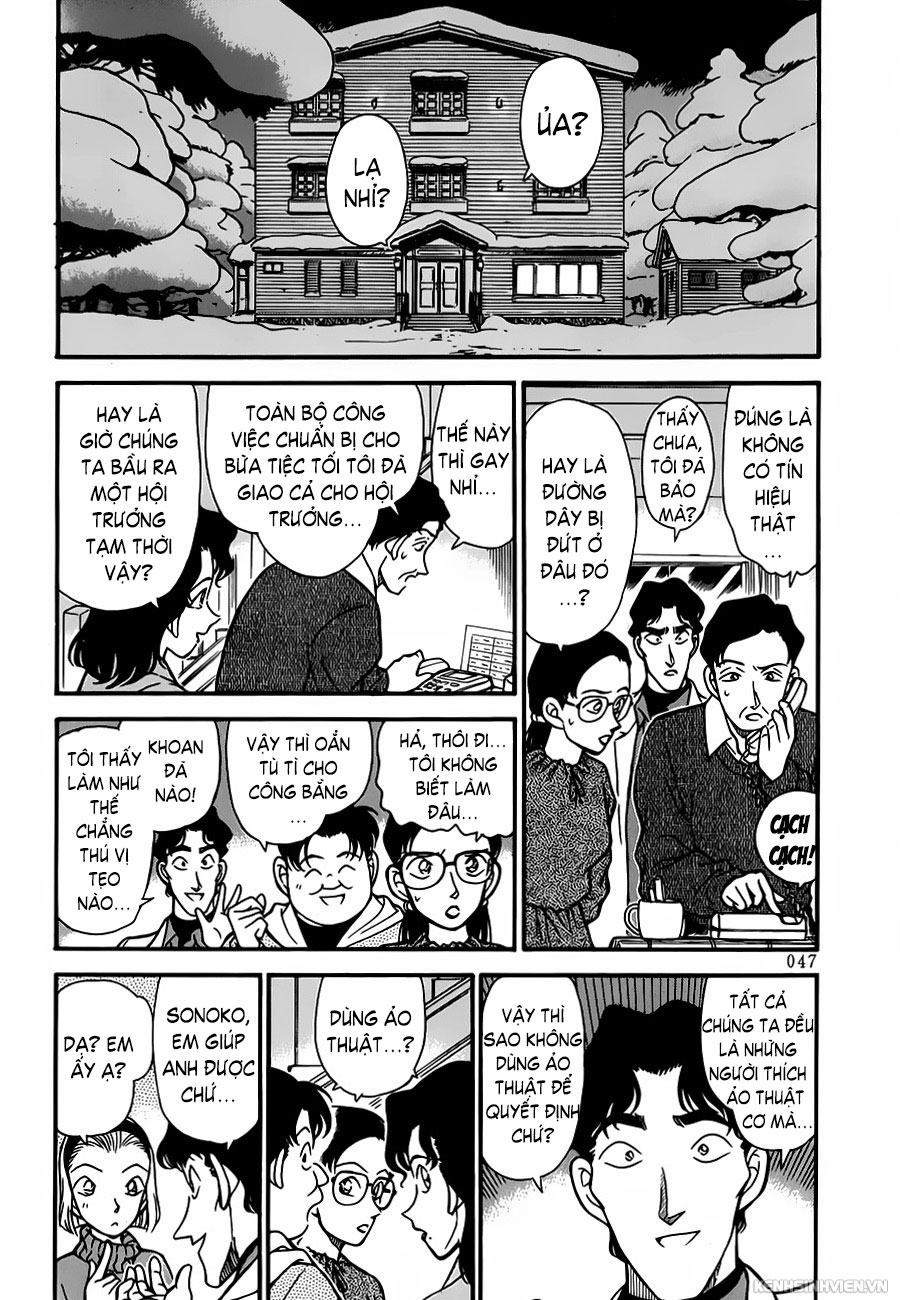 ỦA?
LẠ
NHỈ?
ĐÚNG LÀ
KHÔNG
CÓ TÍN
HIỆU
THẬT
...
THẤY
CHƯA,
TÔI ĐÃ
BẢO
MÀ?
HAY LÀ
ĐƯỜNG
DÂY BỊ
ĐỨT Ở
ĐÂU ĐÓ
...?
CẠCH
CẠCH!
THẾ NÀY
THÌ GAY
NHỈ...
TOÀN BỘ CÔNG
VIỆC CHUẨN BỊ CHO
BỮA TIỆC TỐI TÔI ĐÃ
GIAO CẢ CHO HỘI
TRƯỞNG...
HAY LÀ
GIỜ CHÚNG
TA BẦU RA
MỘT HỘI
TRƯỞNG
TẠM THỜI
VẬY?
HẢ, THÔI ĐI...
TÔI KHÔNG
BIẾT LÀM
ĐÂU...
VẬY THÌ OẲN
TÙ TÌ CHO
CÔNG BẰNG
...
KHOAN
ĐÃ
NÀO!
TÔI THẤY
LÀM NHƯ
THẾ
CHẲNG
THÚ VỊ
TẸO
NÀO...
047
TẤT CẢ
CHÚNG TA ĐỀU
LÀ NHỮNG
NGƯỜI THÍCH
ẢO THUẬT
CƠ MÀ...
VẬY THÌ
SAO KHÔNG
DÙNG ẢO
THUẬT ĐỂ
QUYẾT ĐỊNH
CHỨ?
DÙNG ẢO
THUẬT...?
SONOKO,
EM GIÚP
ANH ĐƯỢC
CHỨ...
DẠ? EM
ẤY Ạ?
KENHSINHVIEN.VN